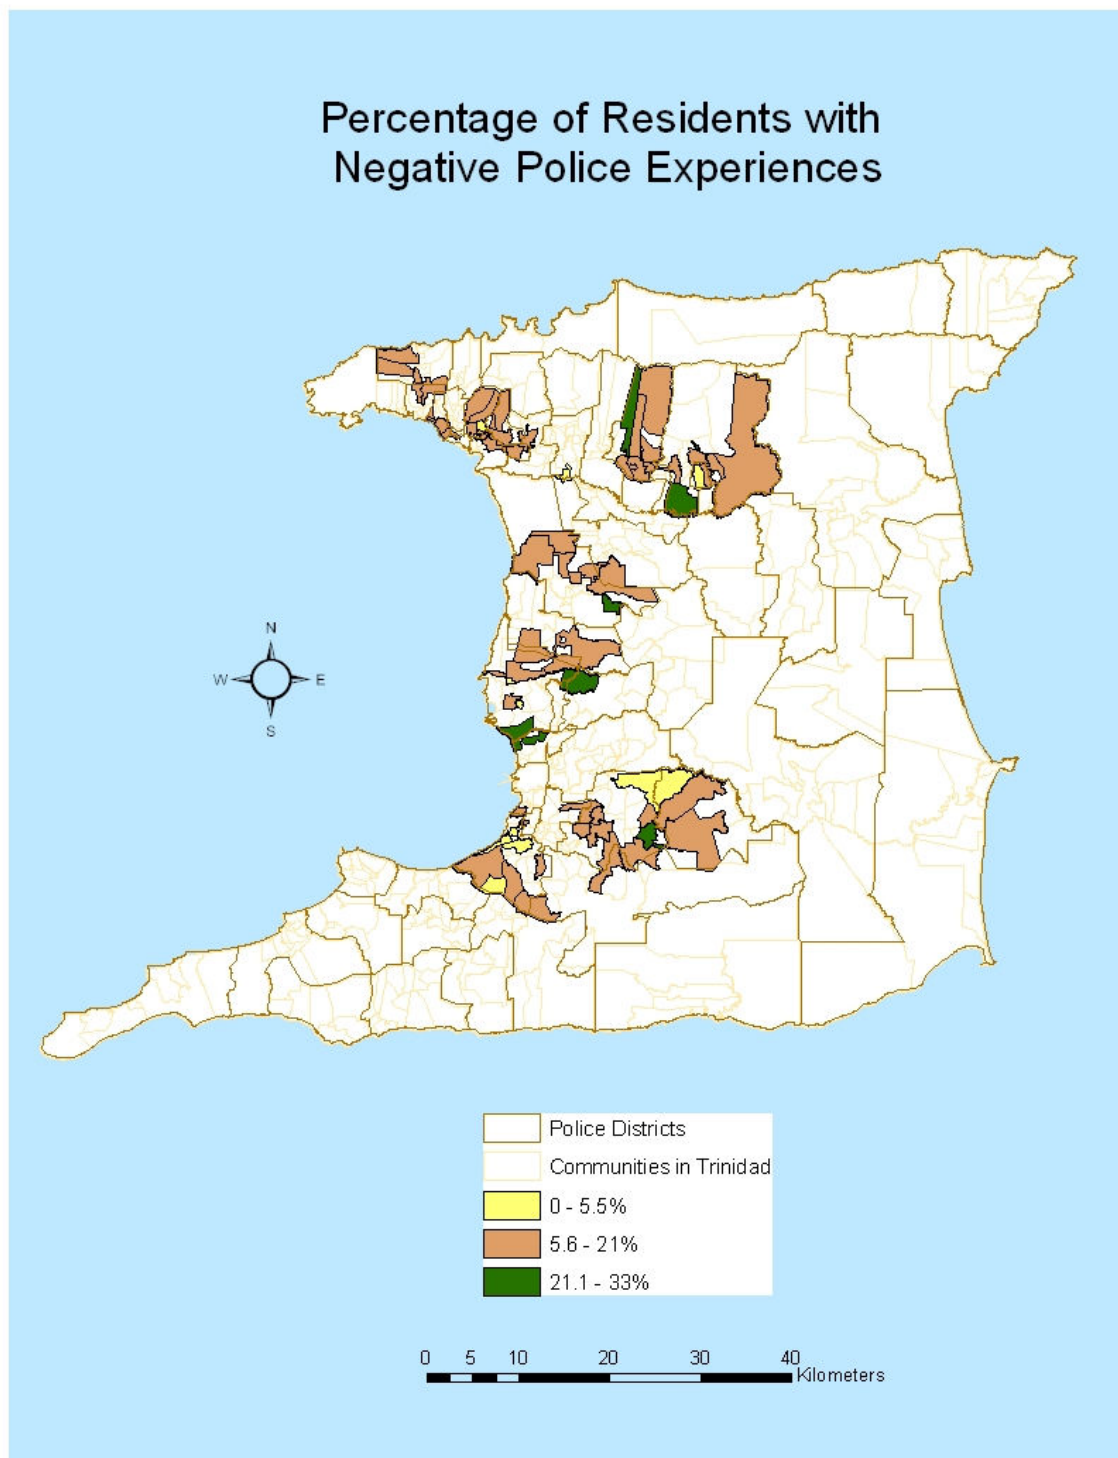 Percentage of Residents with
Negative Police Experiences
N
W E
S
Police Districts
Communities in Trinidad
0 - 5.5%
5.6 - 21%
21.1 - 33%
0 5 10 20 30 40
Kilometers